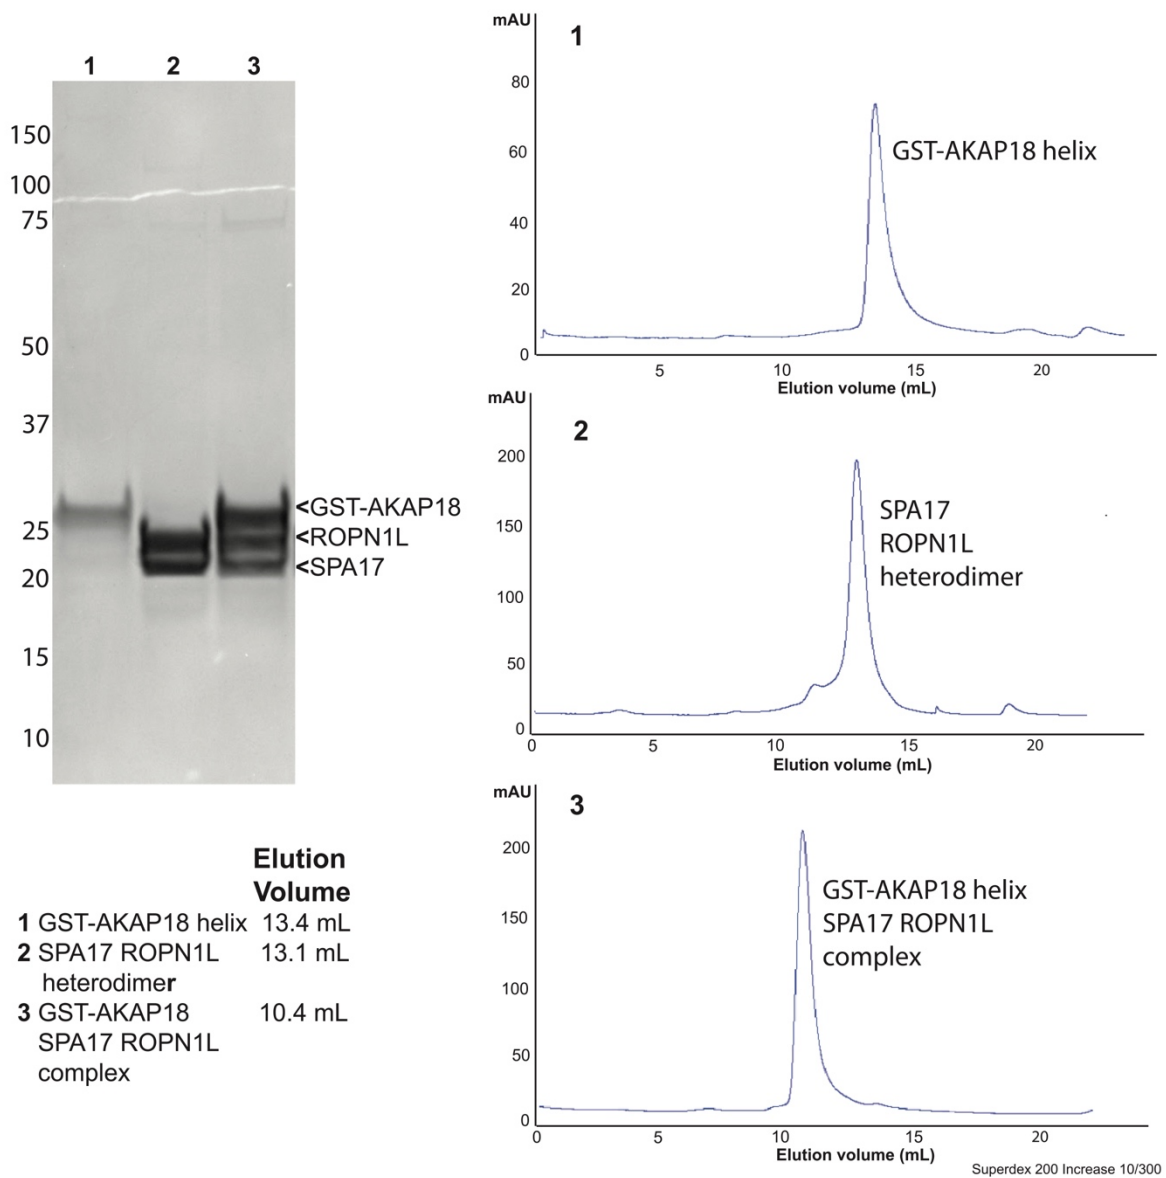 1 2 3
150
100
75
50
37
25
20
15
10
<GST-AKAP18
<ROPN1L
<SPA17
Elution
Volume
1 GST-AKAP18 helix 13.4 mL
2 SPA17 ROPN1L 13.1 mL
heterodimer
3 GST-AKAP18 10.4 mL
SPA17 ROPN1L
complex
mAU
1
80
60
40
20
0
GST-AKAP18 helix
5 10 15 20
Elution volume (mL)
mAU
2
200
150
100
50
0
SPA17
ROPN1L
heterodimer
0 5 10 15 20
Elution volume (mL)
mAU
3
200
150
100
50
0
GST-AKAP18 helix
SPA17 ROPN1L
complex
0 5 10 15 20
Elution volume (mL)
Superdex 200 Increase 10/300